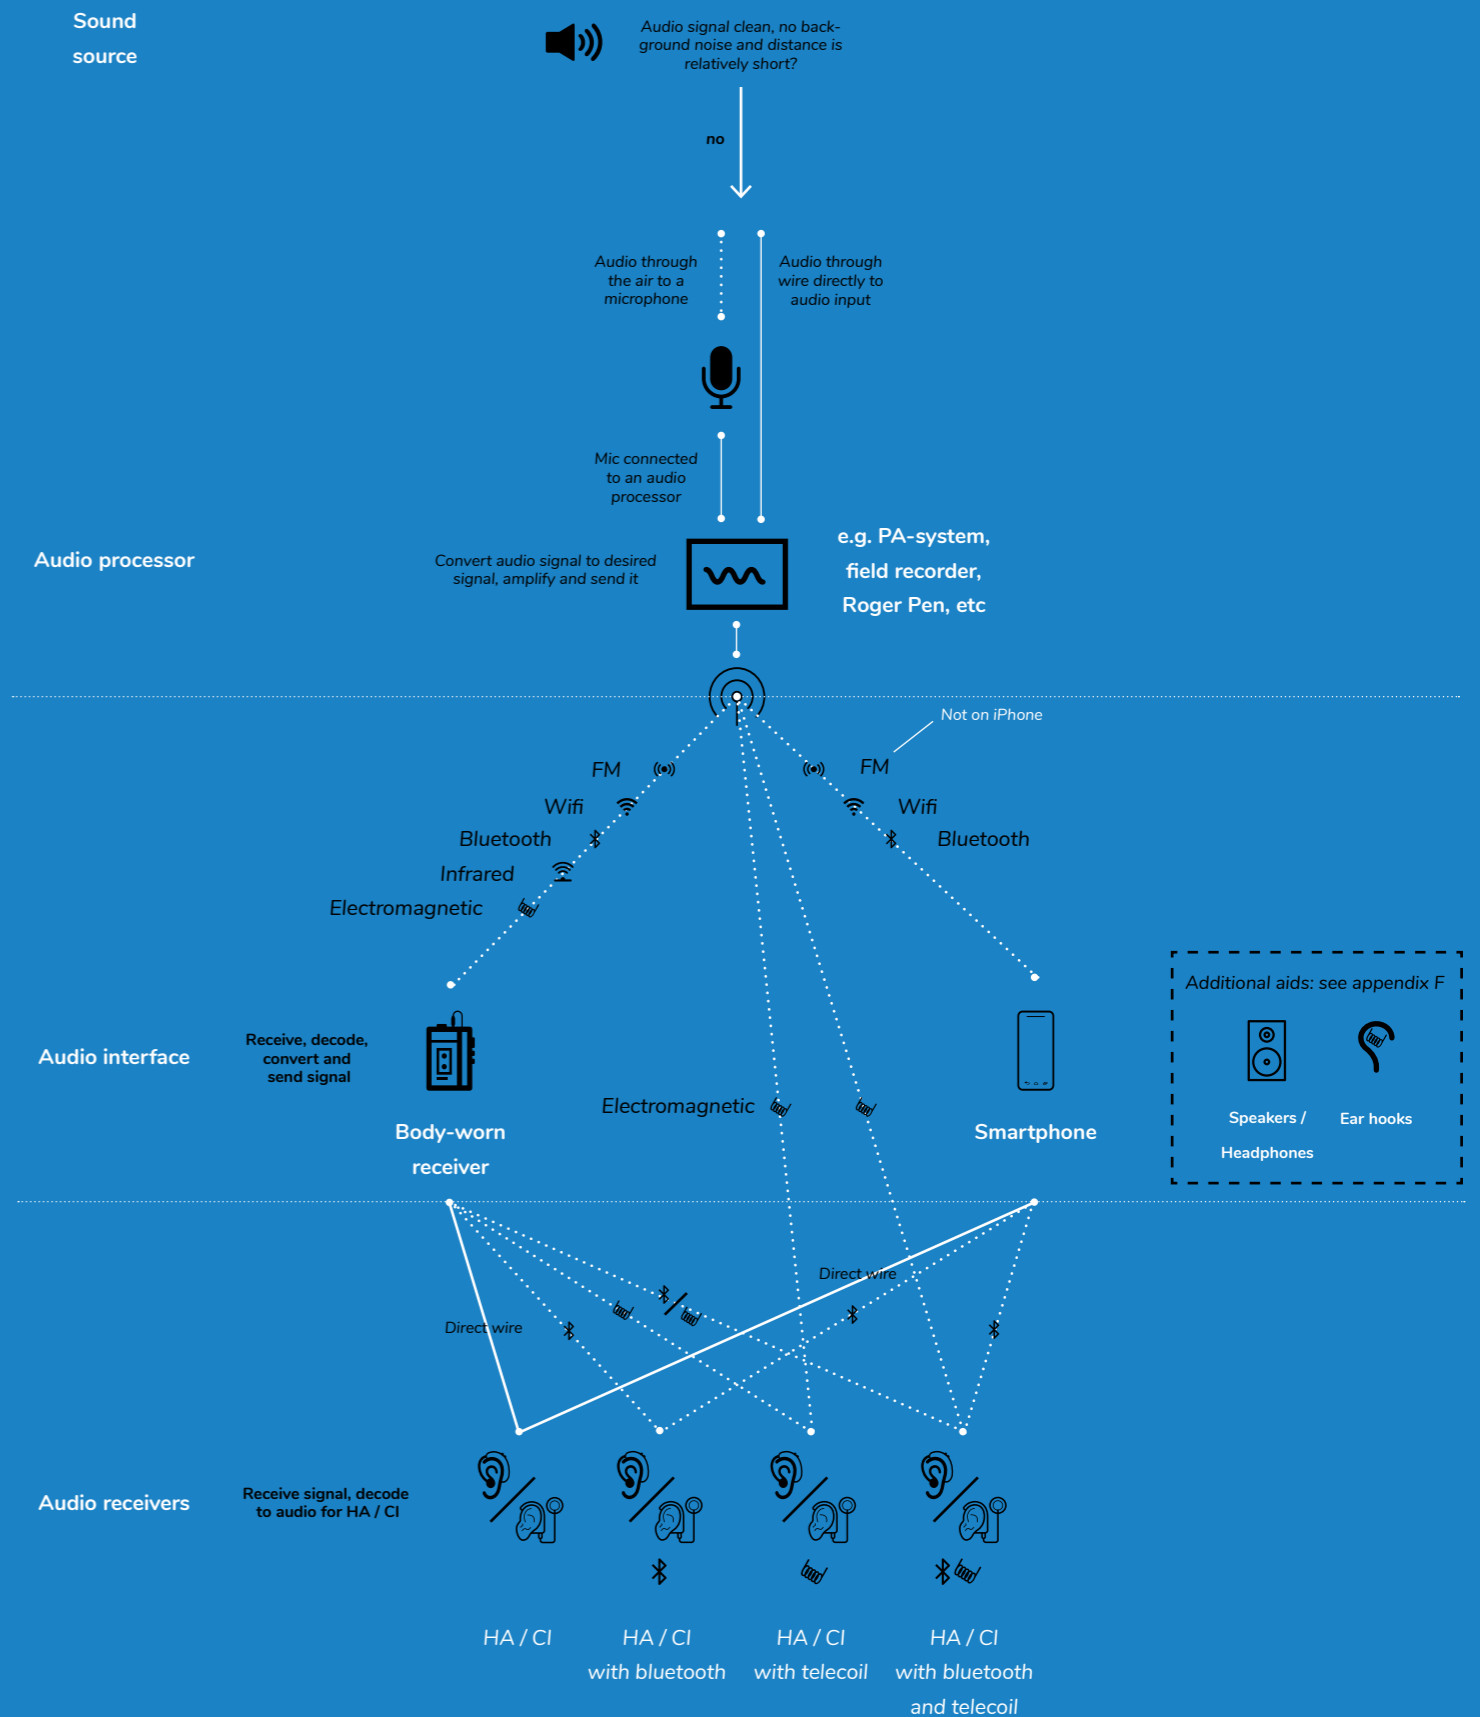 Sound
source
Audio signal clean, no back-
ground noise and distance is
relatively short?
no
Audio through
the air to a
microphone
Audio through
wire directly to
audio input
Mic connected
to an audio
processor
Audio processor
Convert audio signal to desired
signal, amplify and send it
e.g. PA-system,
field recorder,
Roger Pen, etc
Not on iPhone
FM
FM
Wifi
Wifi
Bluetooth
Bluetooth
Infrared
Electromagnetic
Additional aids: see appendix F
Speakers /
Headphones
Ear hooks
Audio interface
Receive, decode,
convert and
send signal
Electromagnetic
Body-worn
receiver
Smartphone
Direct wire
Direct wire
Audio receivers
Receive signal, decode
to audio for HA / CI
HA / CI
HA / CI
with bluetooth
HA / CI
with telecoil
HA / CI
with bluetooth
and telecoil